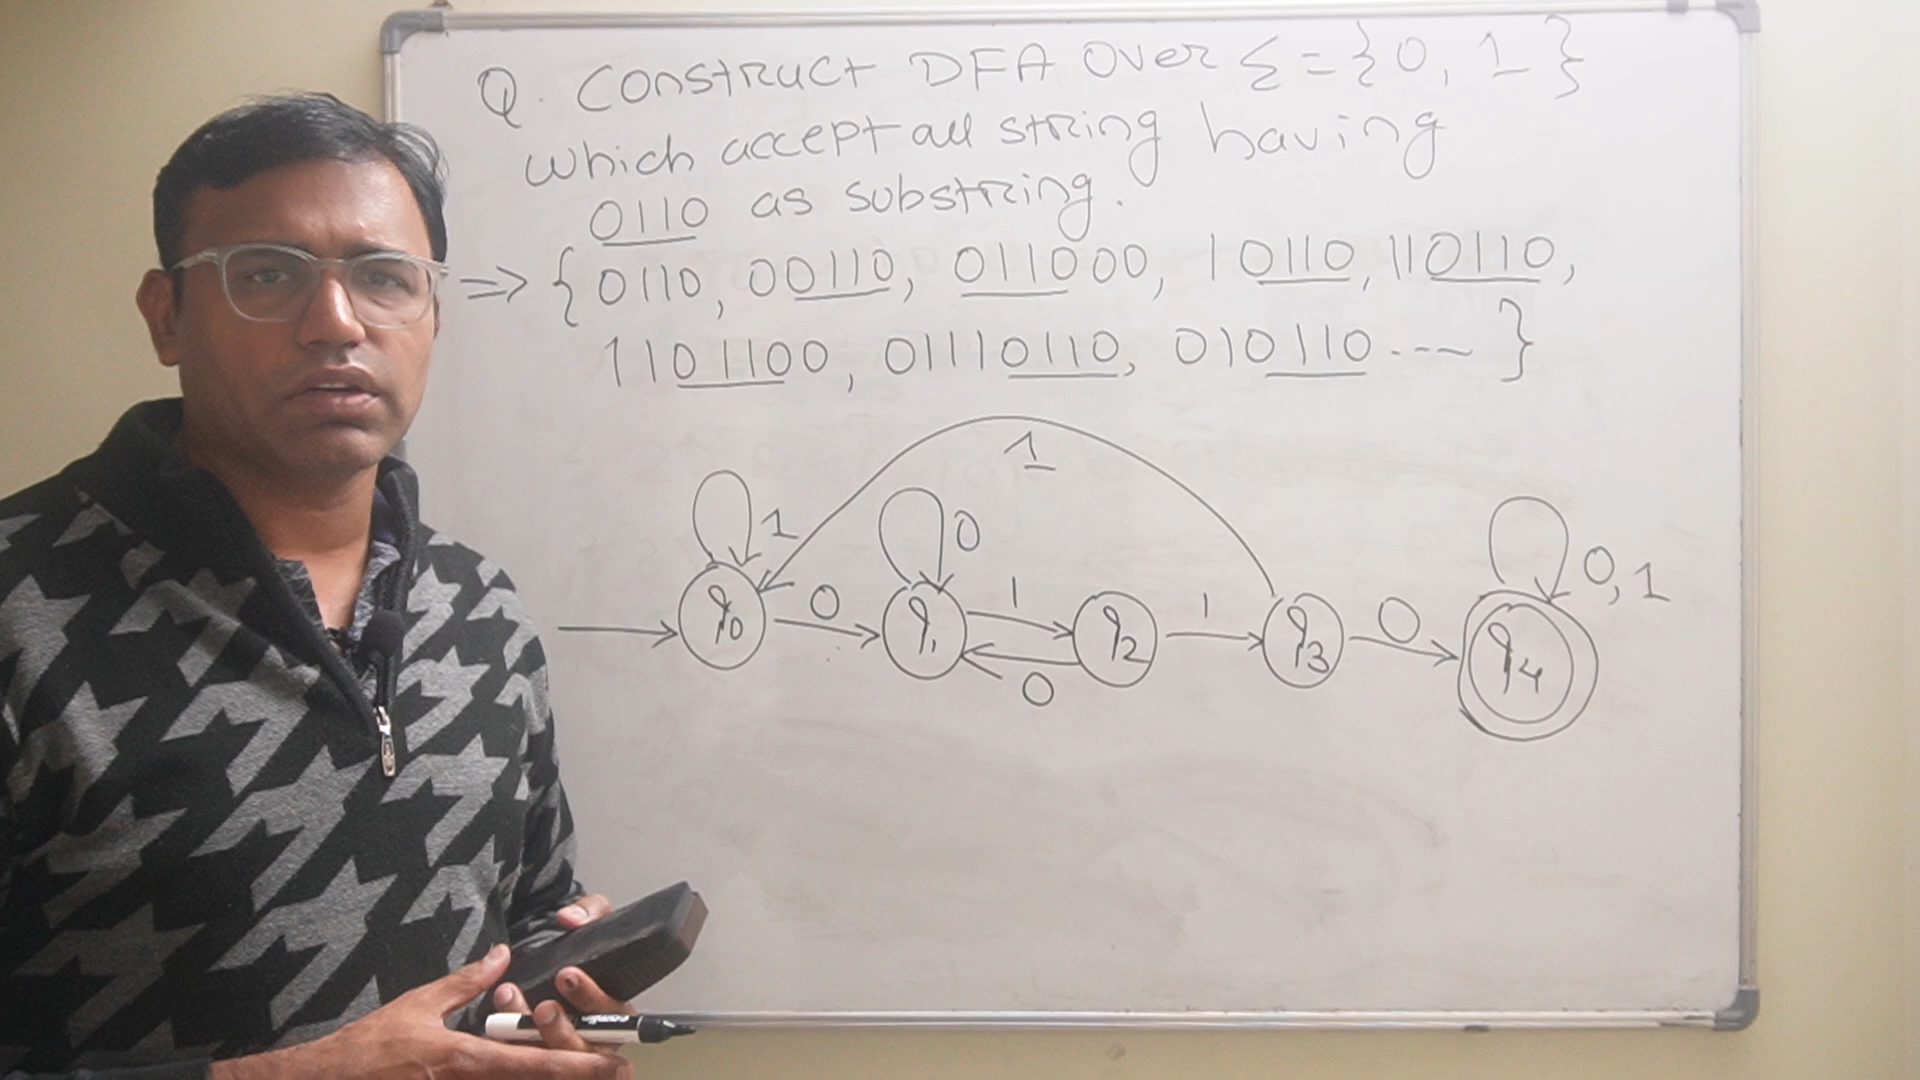 Q. Construct DFA over Σ = {0, 1}
which accept all string having
0110 as substring.
=> {0110, 00110, 011000, 10110, 110110,
1101100, 01110110, 010110 ---- }
1
1
0
0
1
0
1
0
0, 1
q0
q1
q2
q3
q4